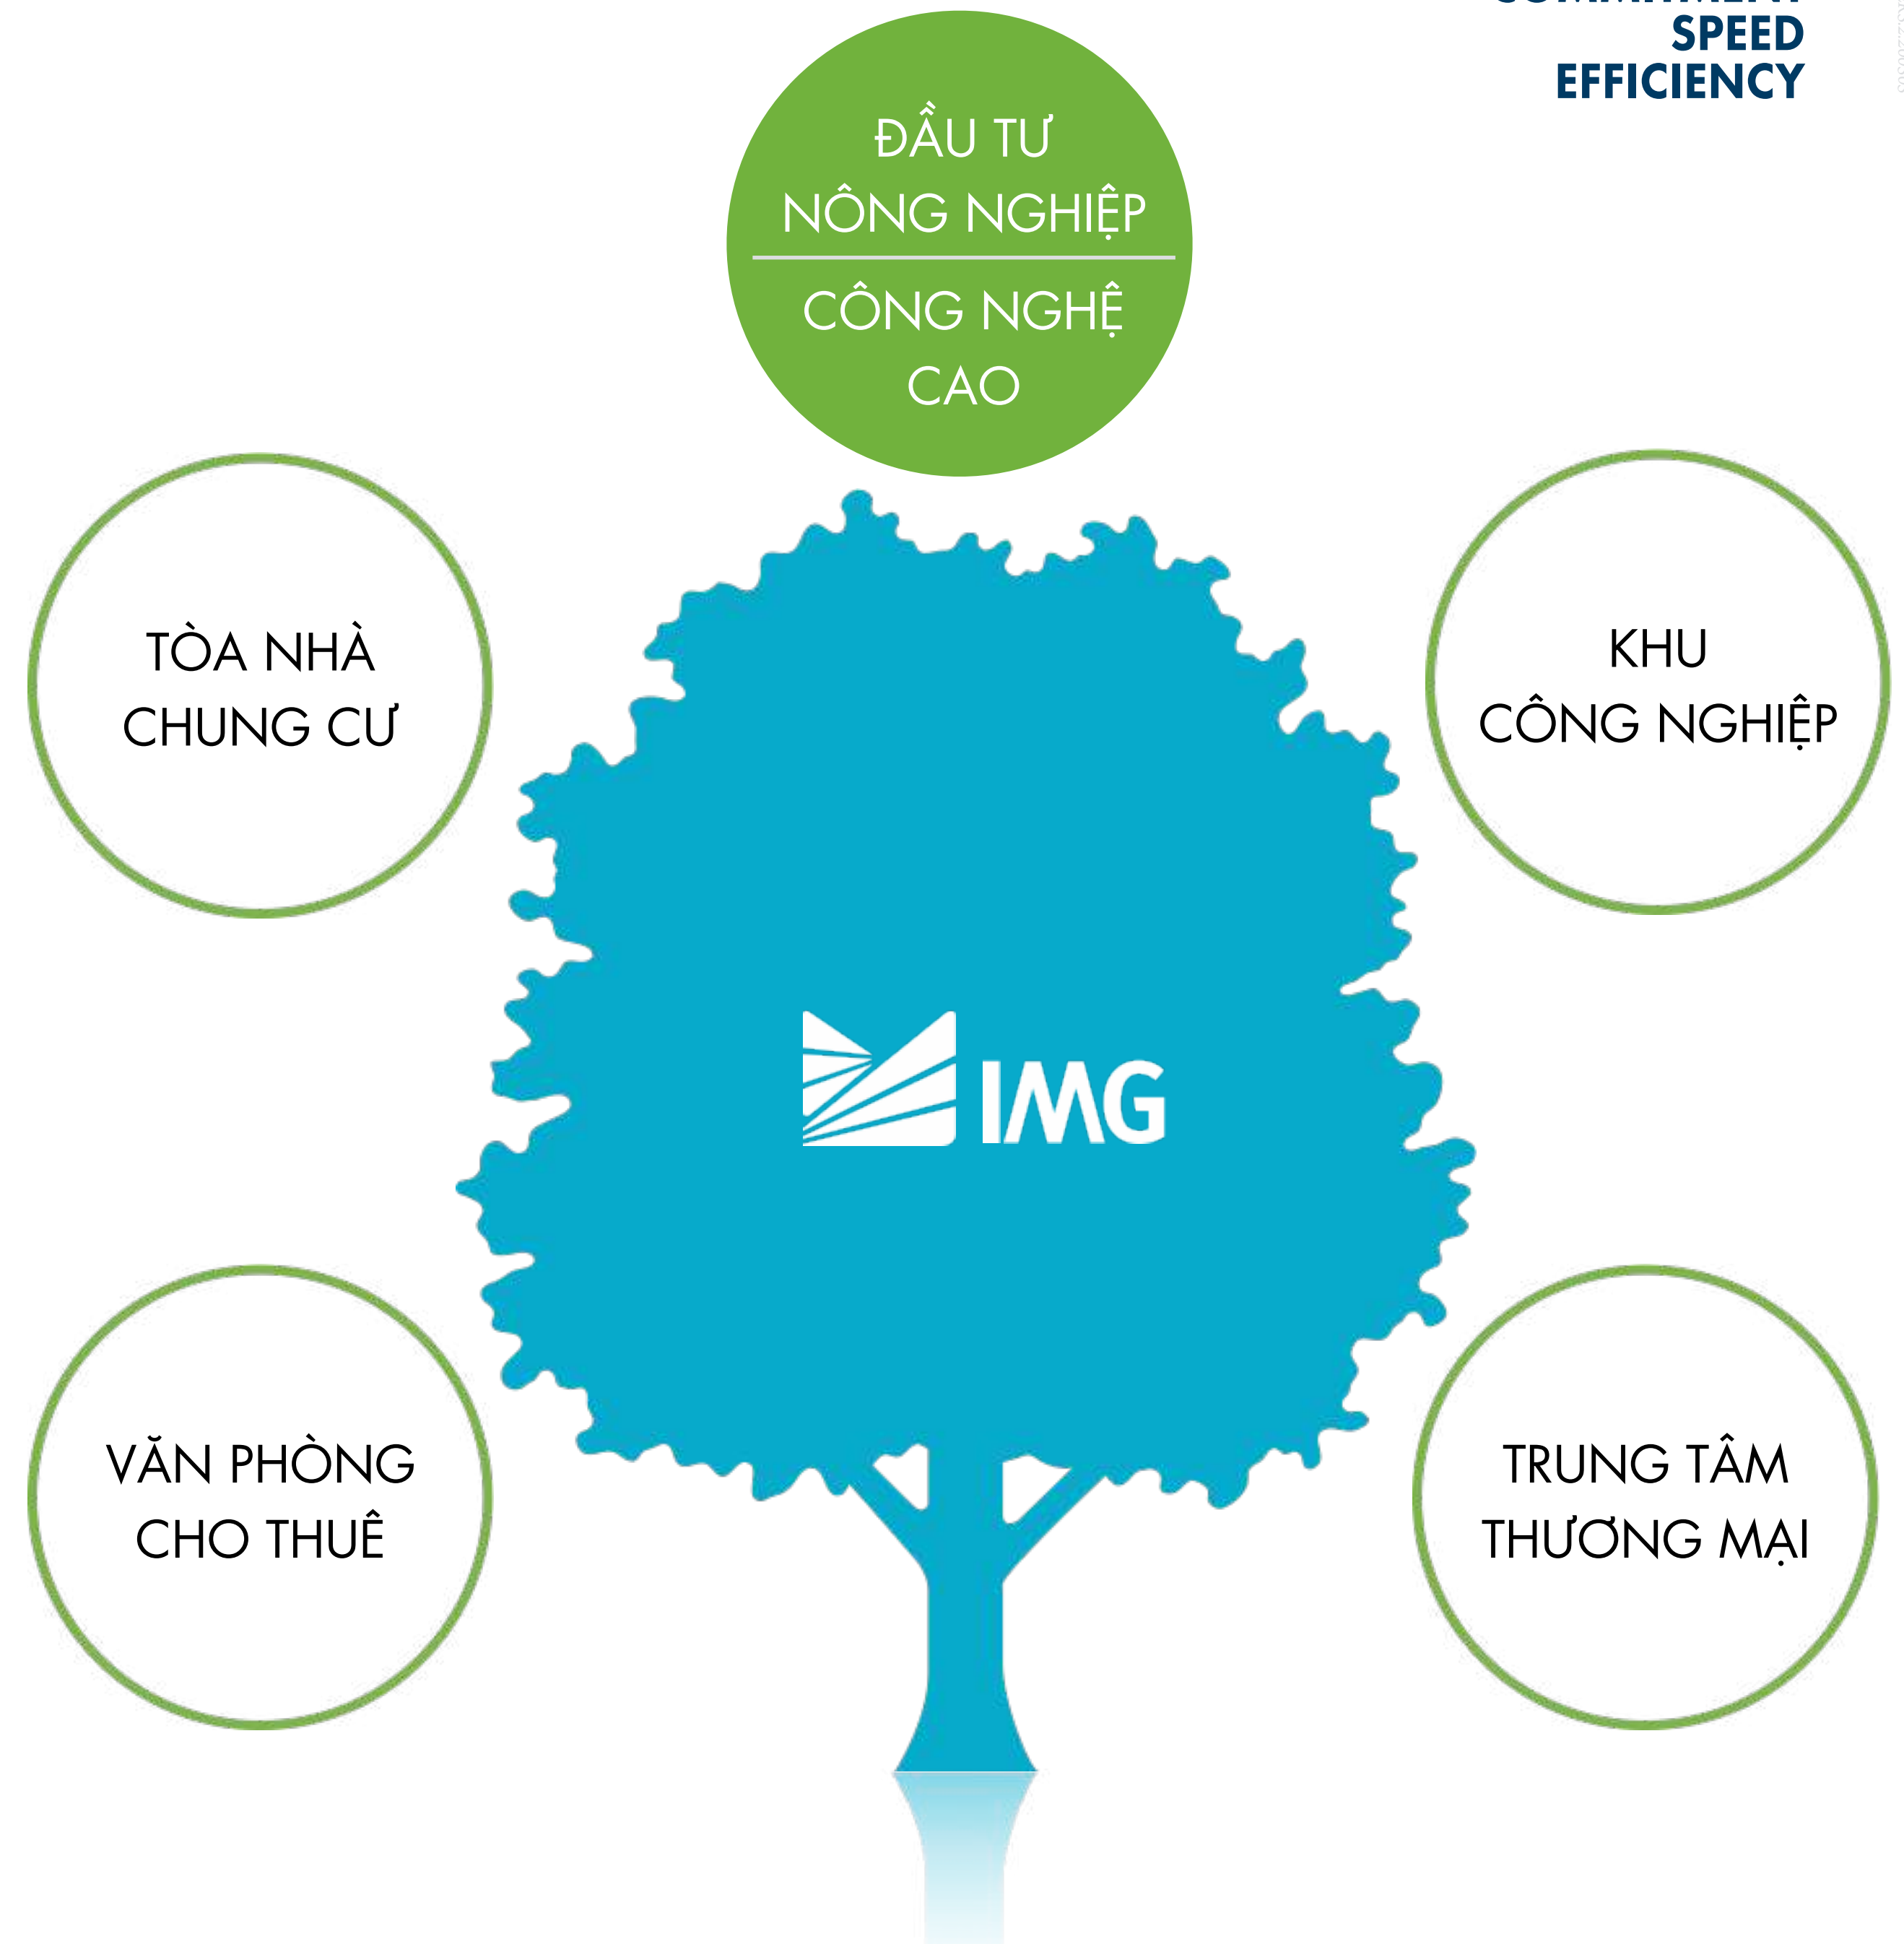 SPEED
EFFICIENCY
ĐẦU TƯ
NÔNG NGHIỆP
CÔNG NGHỆ
CAO
TÒA NHÀ
CHUNG CƯ
KHU
CÔNG NGHIỆP
IMG
VĂN PHÒNG
CHO THUÊ
TRUNG TÂM
THƯƠNG MẠI